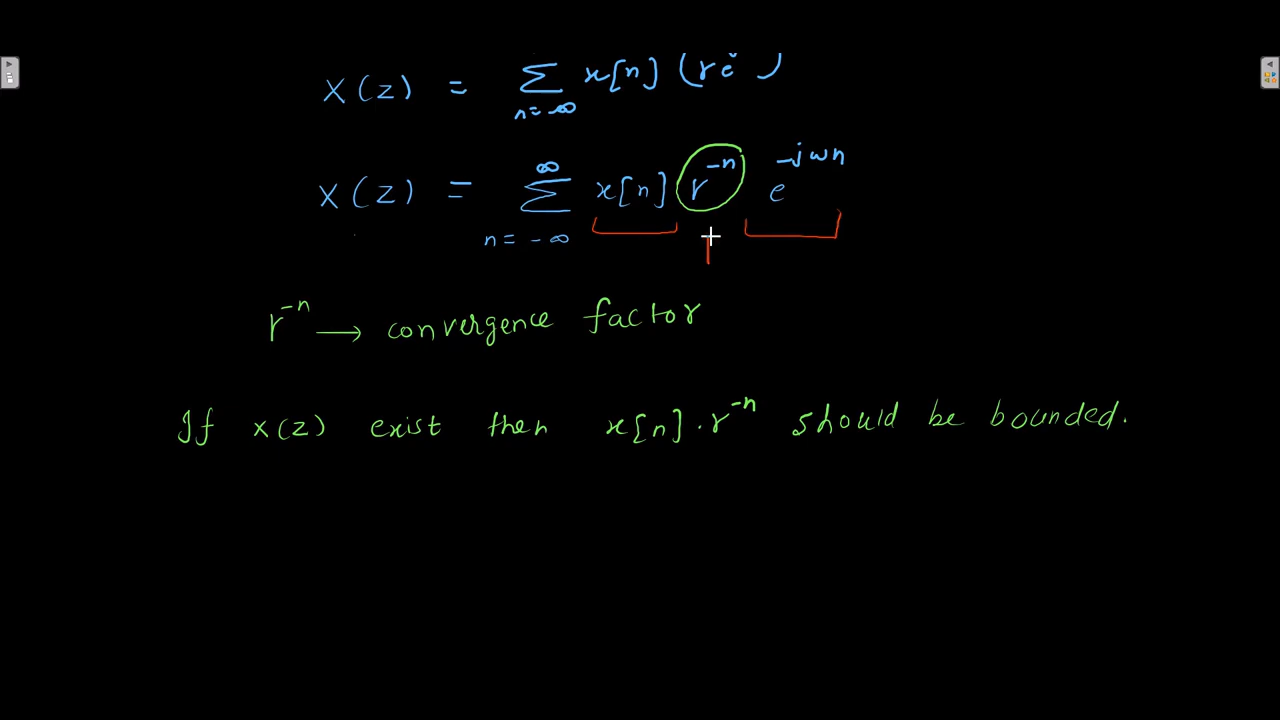 X(z) = Σ x[n] (re )
n=-∞
X(z) = Σ x[n] r⁻ⁿ e^-jωn
∞
n = -∞
r⁻ⁿ → convergence factor
If x(z) exist then x[n].r⁻ⁿ should be bounded.